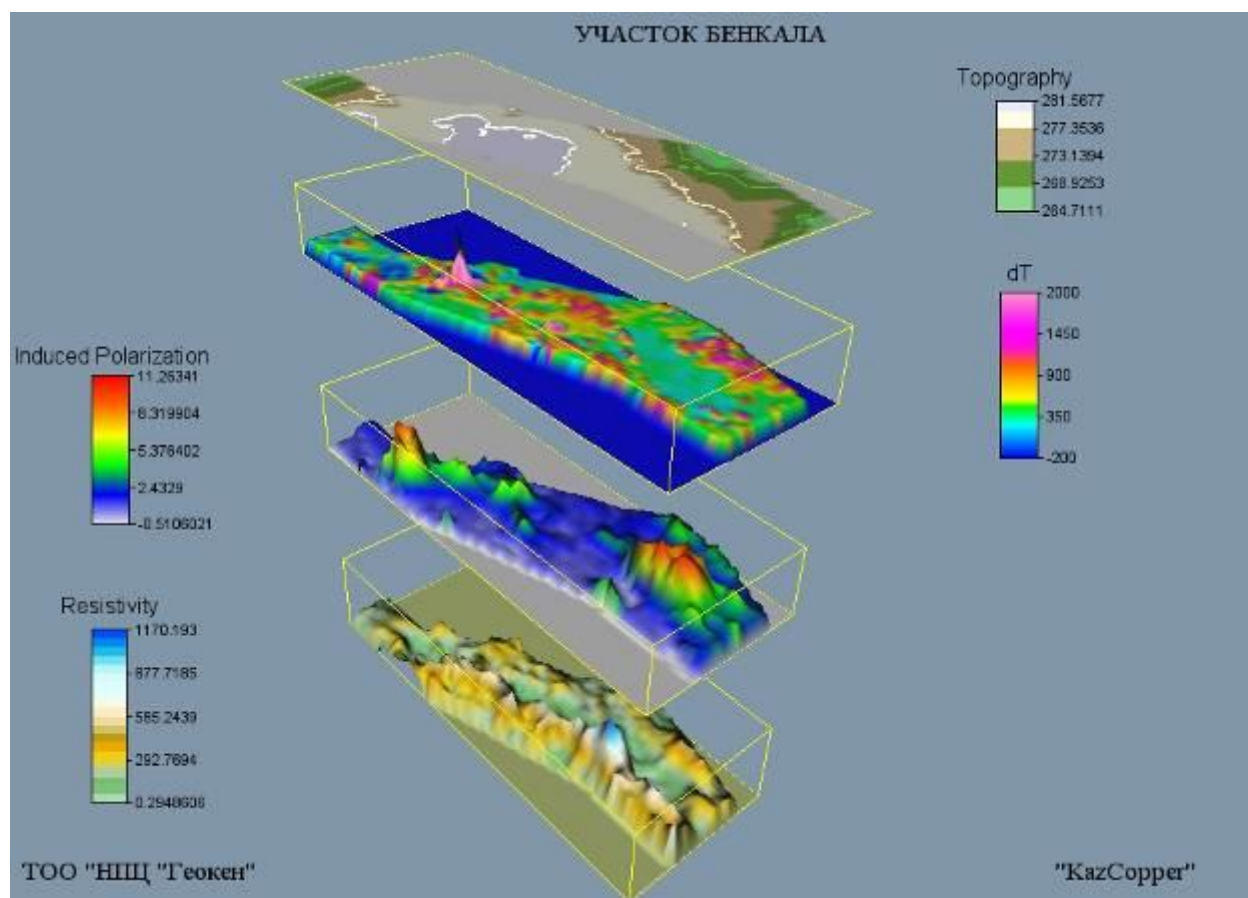 УЧАСТОК БЕНКАЛА
Topography
281.5677
277.3536
273.1394
268.9253
264.7111
dT
2000
1450
900
350
-200
Induced Polarization
11.26341
8.319904
5.376402
2.4329
-0.5106021
Resistivity
1170.193
877.7185
585.2439
292.7694
0.2948608
ТОО "НПЦ "Геокен"
"KazCopper"